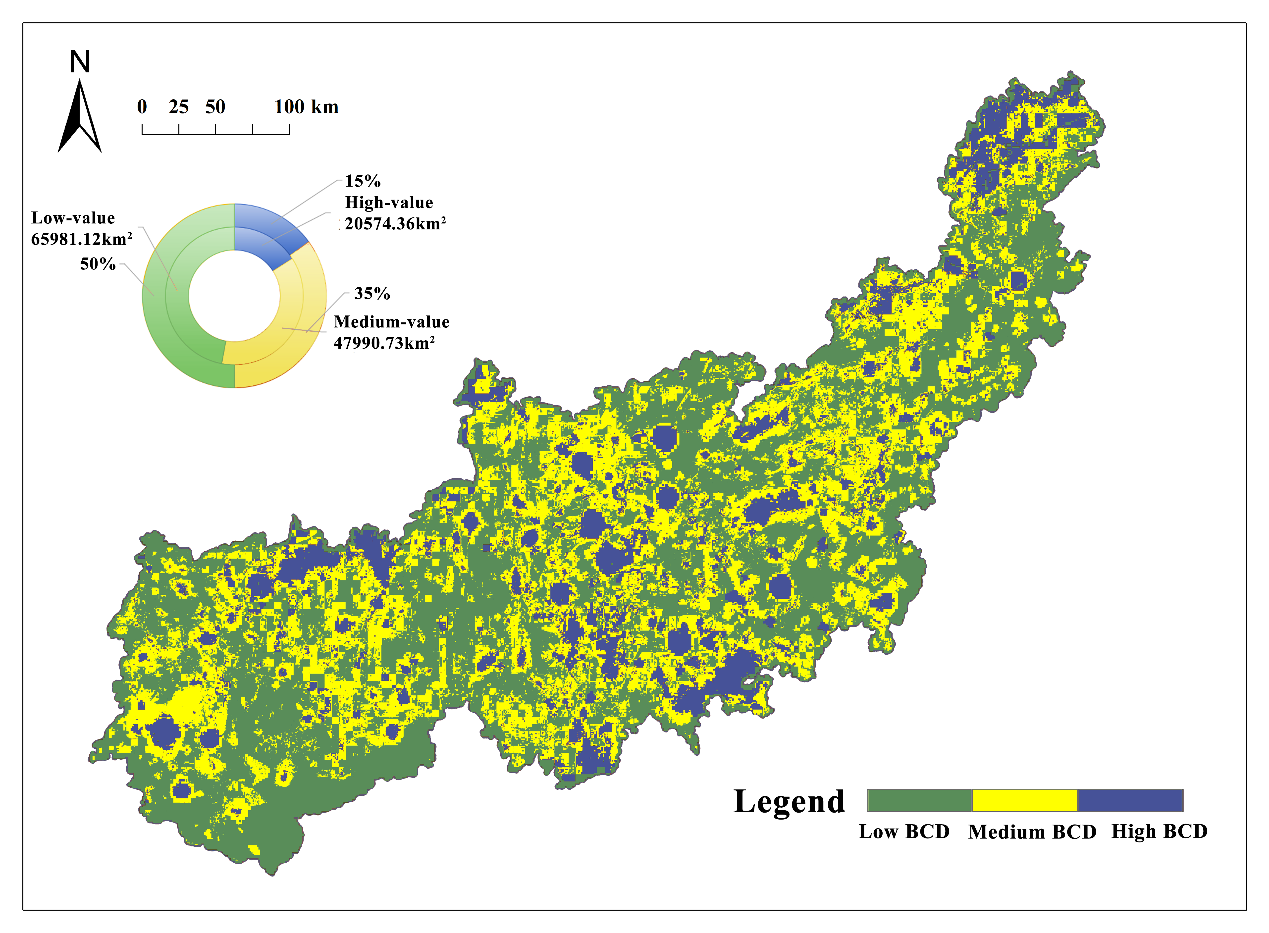 N
0 25 50 100 km
15%
High-value
20574.36km²
Low-value
65981.12km²
50%
35%
Medium-value
47990.73km²
Legend
Low BCD Medium BCD High BCD